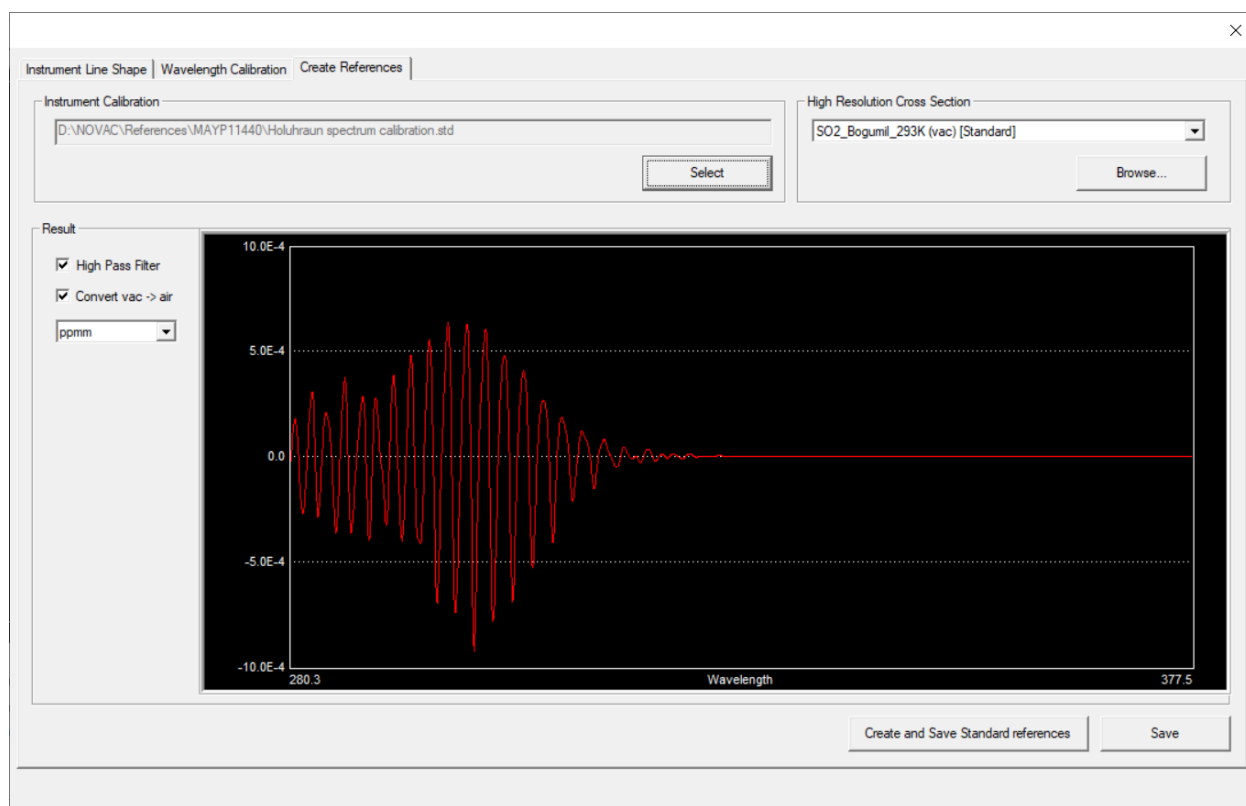 Instrument Line Shape
Wavelength Calibration
Create References
Instrument Calibration
D:\NOVAC\References\MAYP11440\Holuhraun spectrum calibration.std
Select
High Resolution Cross Section
SO2_Bogumil_293K (vac) [Standard]
Browse...
Result
High Pass Filter
Convert vac -> air
ppmm
10.0E-4
5.0E-4
0.0
-5.0E-4
-10.0E-4
280.3
Wavelength
377.5
Create and Save Standard references
Save